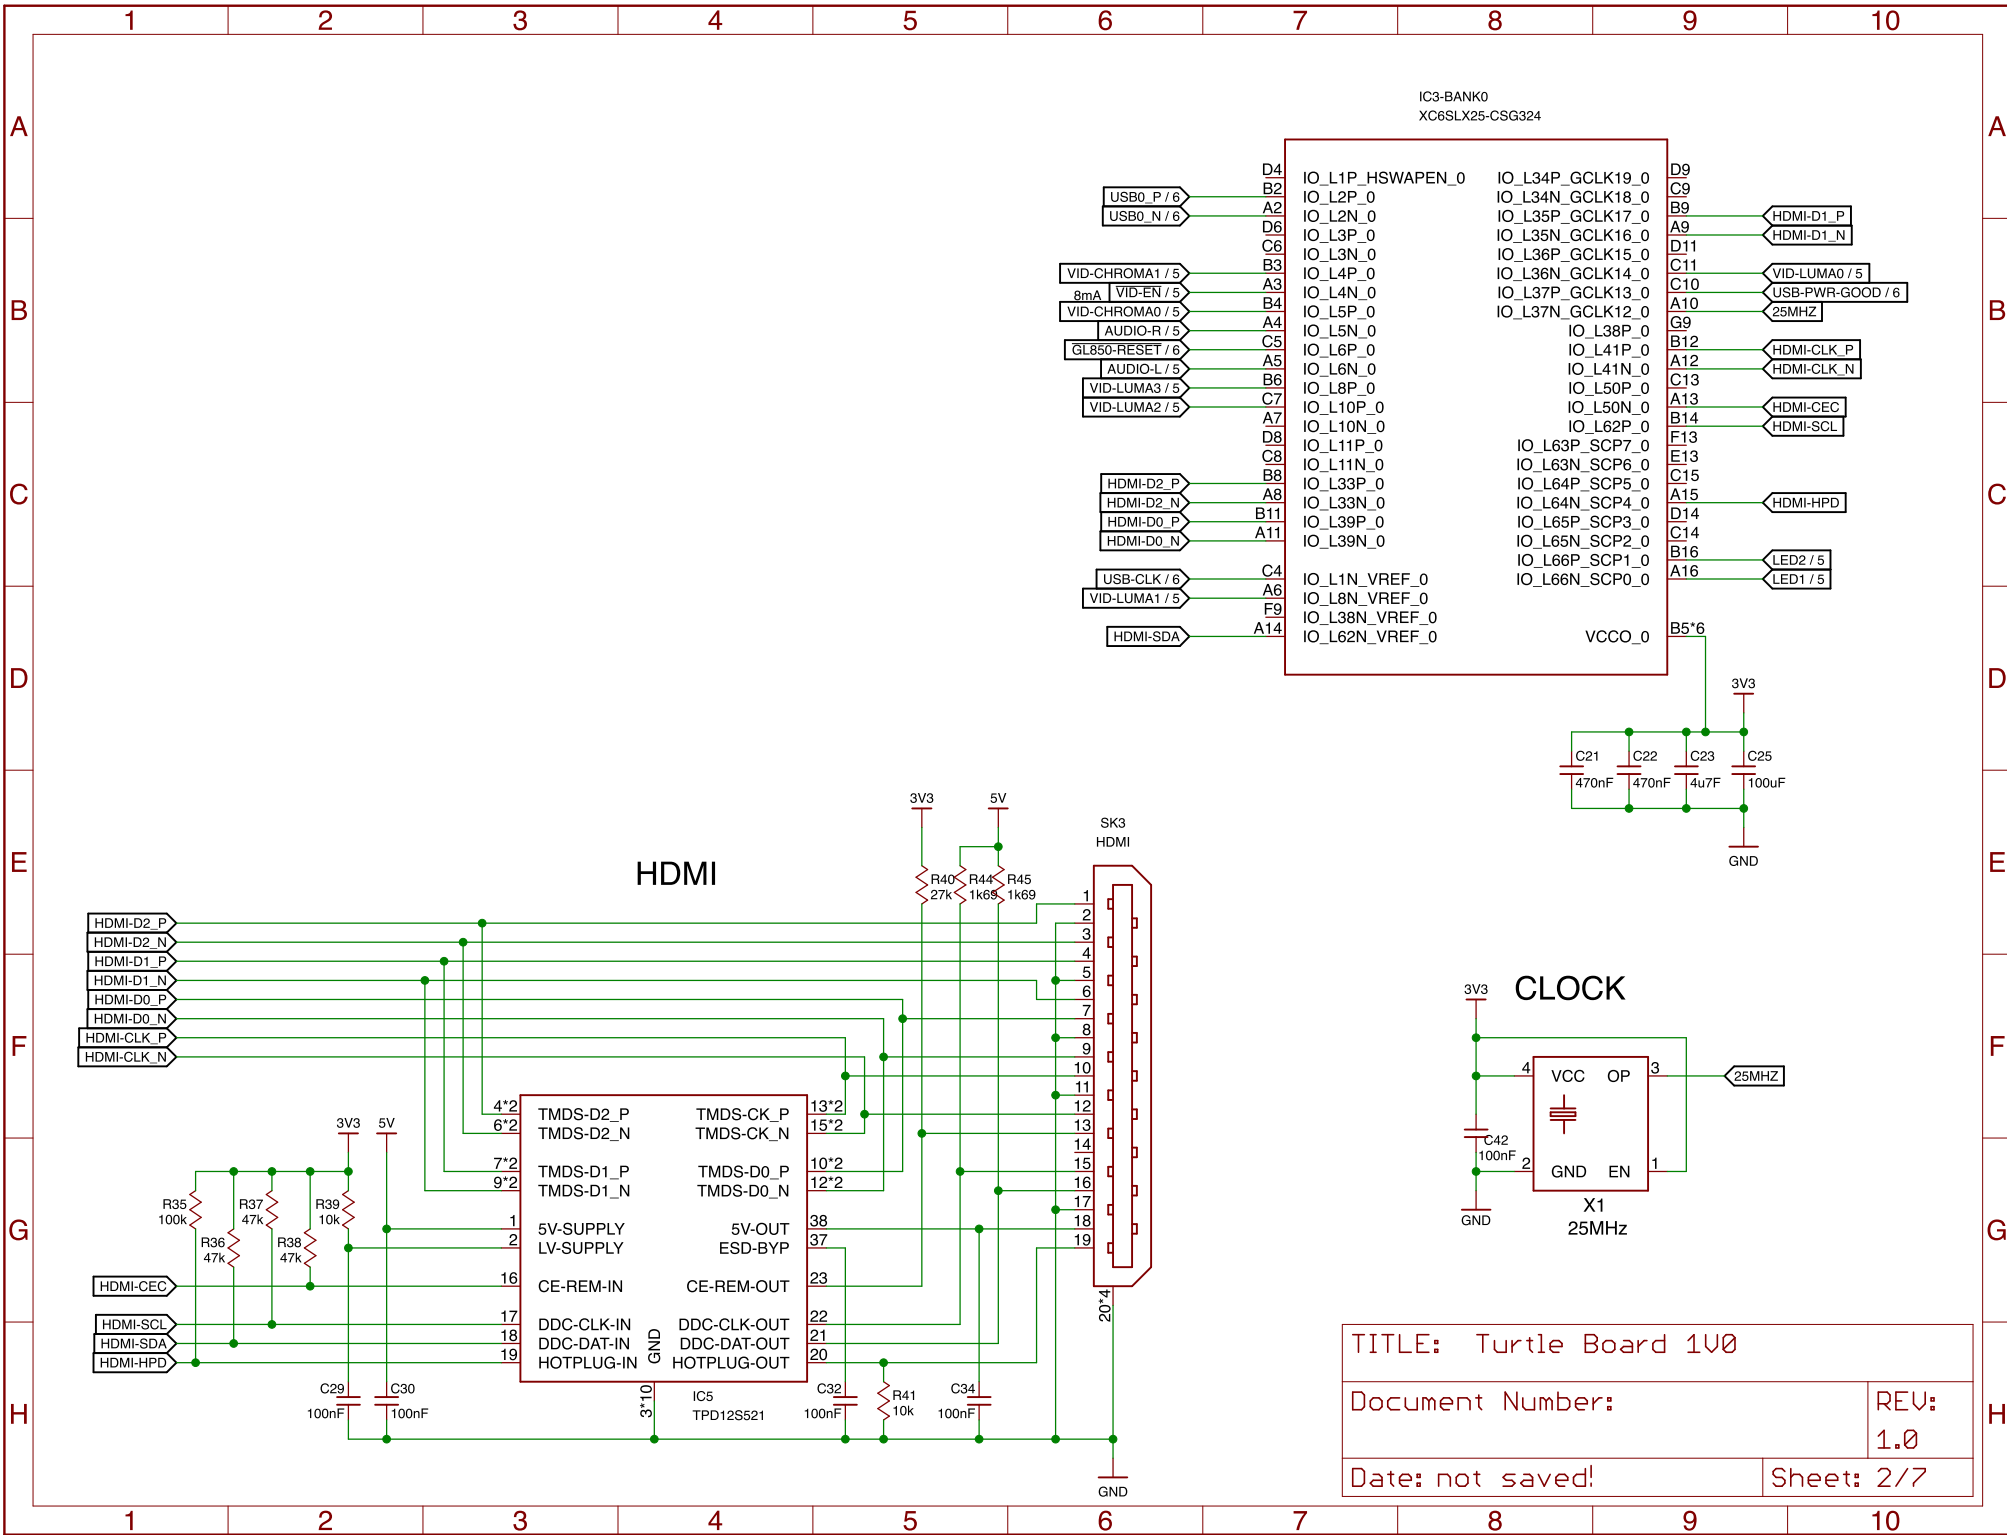 1 2 3 4 5 6 7 8 9 10
A
B
C
D
E
F
G
H
A
B
C
D
E
F
G
H
1 2 3 4 5 6 7 8 9 10
IC3-BANK0
XC6SLX25-CSG324
D4 IO_L1P_HSWAPEN_0 IO_L34P_GCLK19_0 D9
USB0_P / 6 B2 IO_L2P_0 IO_L34N_GCLK18_0 C9
USB0_N / 6 A2 IO_L2N_0 IO_L35P_GCLK17_0 B9 HDMI-D1_P
D6 IO_L3P_0 IO_L35N_GCLK16_0 A9 HDMI-D1_N
C6 IO_L3N_0 IO_L36P_GCLK15_0 D11
VID-CHROMA1 / 5 B3 IO_L4P_0 IO_L36N_GCLK14_0 C11 VID-LUMA0 / 5
8mA VID-EN / 5 A3 IO_L4N_0 IO_L37P_GCLK13_0 C10 USB-PWR-GOOD / 6
VID-CHROMA0 / 5 B4 IO_L5P_0 IO_L37N_GCLK12_0 A10 25MHZ
AUDIO-R / 5 A4 IO_L5N_0 IO_L38P_0 G9
GL850-RESET / 6 C5 IO_L6P_0 IO_L41P_0 B12 HDMI-CLK_P
AUDIO-L / 5 A5 IO_L6N_0 IO_L41N_0 A12 HDMI-CLK_N
VID-LUMA3 / 5 B6 IO_L8P_0 IO_L50P_0 C13
VID-LUMA2 / 5 C7 IO_L10P_0 IO_L50N_0 A13 HDMI-CEC
A7 IO_L10N_0 IO_L62P_0 B14 HDMI-SCL
D8 IO_L11P_0 IO_L63P_SCP7_0 F13
C8 IO_L11N_0 IO_L63N_SCP6_0 E13
HDMI-D2_P B8 IO_L33P_0 IO_L64P_SCP5_0 C15
HDMI-D2_N A8 IO_L33N_0 IO_L64N_SCP4_0 A15 HDMI-HPD
HDMI-D0_P B11 IO_L39P_0 IO_L65P_SCP3_0 D14
HDMI-D0_N A11 IO_L39N_0 IO_L65N_SCP2_0 C14
IO_L66P_SCP1_0 B16 LED2 / 5
USB-CLK / 6 C4 IO_L1N_VREF_0 IO_L66N_SCP0_0 A16 LED1 / 5
VID-LUMA1 / 5 A6 IO_L8N_VREF_0
F9 IO_L38N_VREF_0
HDMI-SDA A14 IO_L62N_VREF_0 VCCO_0 B5*6
3V3
C21 C22 C23 C25
470nF 470nF 4u7F 100uF
GND
HDMI
3V3 5V
R40 R44 R45
27k 1k69 1k69
SK3
HDMI
1
2
3
4
5
6
7
8
9
10
11
12
13
14
15
16
17
18
19
20*4
HDMI-D2_P
HDMI-D2_N
HDMI-D1_P
HDMI-D1_N
HDMI-D0_P
HDMI-D0_N
HDMI-CLK_P
HDMI-CLK_N
3V3 5V
R35 100k
R36 47k
R37 47k
R38 47k
R39 10k
HDMI-CEC
HDMI-SCL
HDMI-SDA
HDMI-HPD
4*2 TMDS-D2_P TMDS-CK_P 13*2
6*2 TMDS-D2_N TMDS-CK_N 15*2
7*2 TMDS-D1_P TMDS-D0_P 10*2
9*2 TMDS-D1_N TMDS-D0_N 12*2
1 5V-SUPPLY 5V-OUT 38
2 LV-SUPPLY ESD-BYP 37
16 CE-REM-IN CE-REM-OUT 23
17 DDC-CLK-IN DDC-CLK-OUT 22
18 DDC-DAT-IN DDC-DAT-OUT 21
19 HOTPLUG-IN HOTPLUG-OUT 20
GND
3*10
IC5
TPD12S521
C29 100nF
C30 100nF
C32 100nF
R41 10k
C34 100nF
GND
CLOCK
3V3
4 VCC OP 3 25MHZ
C42
100nF
2 GND EN 1
GND
X1
25MHz
TITLE: Turtle Board 1V0
Document Number: REV:
1.0
Date: not saved! Sheet: 2/7